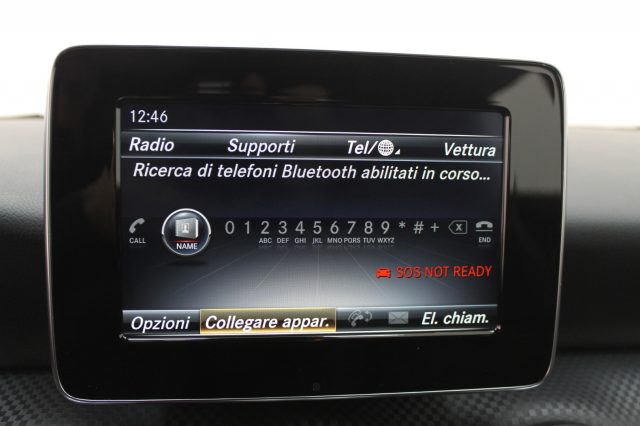 12:46
Radio Supporti Tel/ Vettura
Ricerca di telefoni Bluetooth abilitati in corso...
0 1 2 3 4 5 6 7 8 9 * # +
CALL NAME ABC DEF GHI JKL MNO PQRS TUV WXYZ END
SOS NOT READY
Opzioni Collegare appar. El. chiam.